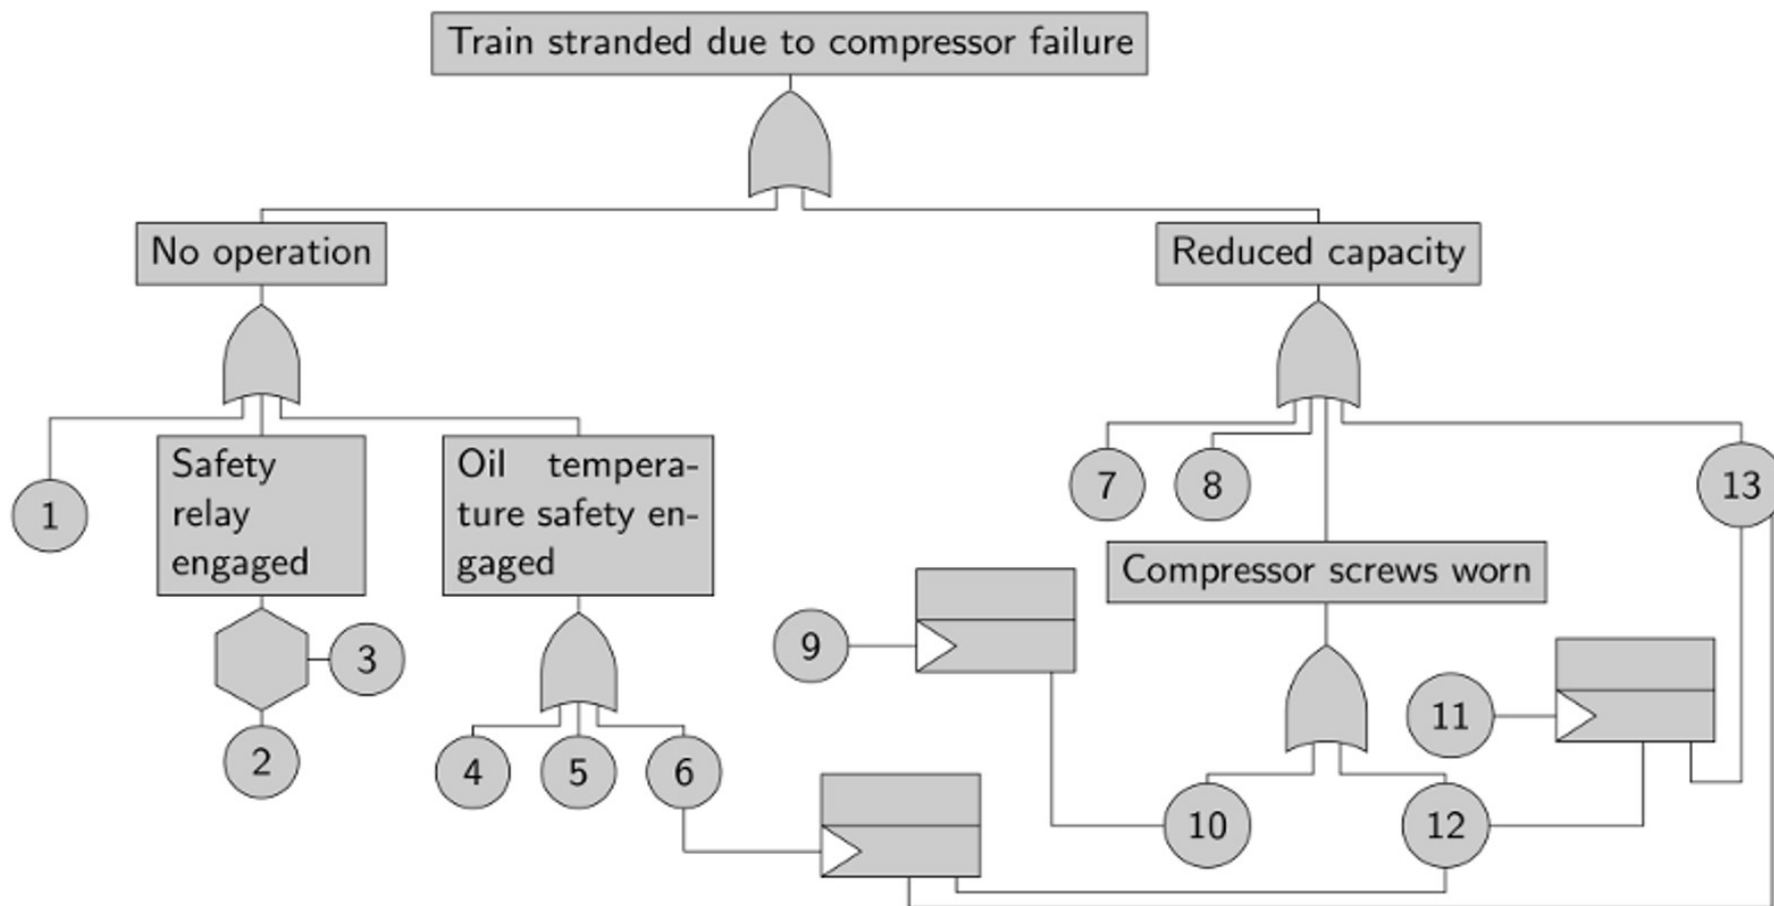 Train stranded due to compressor failure
No operation
Reduced capacity
Safety
relay
engaged
Oil tempera-
ture safety en-
gaged
1
7
8
13
Compressor screws worn
3
9
2
4
5
6
11
10
12